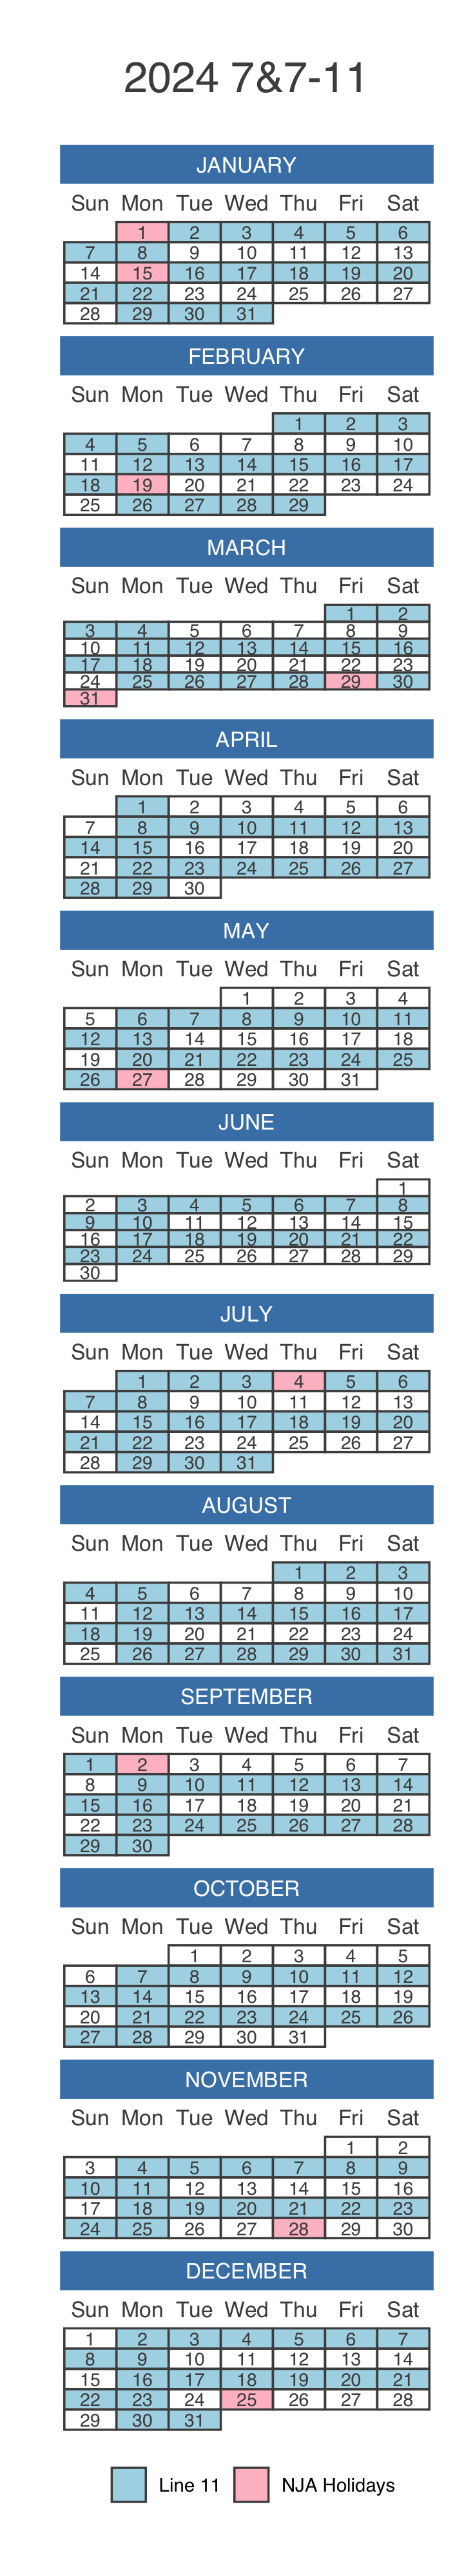 2024 7&7-11
JANUARY
Sun Mon Tue Wed Thu Fri Sat
1 2 3 4 5 6
7 8 9 10 11 12 13
14 15 16 17 18 19 20
21 22 23 24 25 26 27
28 29 30 31
FEBRUARY
Sun Mon Tue Wed Thu Fri Sat
1 2 3
4 5 6 7 8 9 10
11 12 13 14 15 16 17
18 19 20 21 22 23 24
25 26 27 28 29
MARCH
Sun Mon Tue Wed Thu Fri Sat
1 2
3 4 5 6 7 8 9
10 11 12 13 14 15 16
17 18 19 20 21 22 23
24 25 26 27 28 29 30
31
APRIL
Sun Mon Tue Wed Thu Fri Sat
1 2 3 4 5 6
7 8 9 10 11 12 13
14 15 16 17 18 19 20
21 22 23 24 25 26 27
28 29 30
MAY
Sun Mon Tue Wed Thu Fri Sat
1 2 3 4
5 6 7 8 9 10 11
12 13 14 15 16 17 18
19 20 21 22 23 24 25
26 27 28 29 30 31
JUNE
Sun Mon Tue Wed Thu Fri Sat
1
2 3 4 5 6 7 8
9 10 11 12 13 14 15
16 17 18 19 20 21 22
23 24 25 26 27 28 29
30
JULY
Sun Mon Tue Wed Thu Fri Sat
1 2 3 4 5 6
7 8 9 10 11 12 13
14 15 16 17 18 19 20
21 22 23 24 25 26 27
28 29 30 31
AUGUST
Sun Mon Tue Wed Thu Fri Sat
1 2 3
4 5 6 7 8 9 10
11 12 13 14 15 16 17
18 19 20 21 22 23 24
25 26 27 28 29 30 31
SEPTEMBER
Sun Mon Tue Wed Thu Fri Sat
1 2 3 4 5 6 7
8 9 10 11 12 13 14
15 16 17 18 19 20 21
22 23 24 25 26 27 28
29 30
OCTOBER
Sun Mon Tue Wed Thu Fri Sat
1 2 3 4 5
6 7 8 9 10 11 12
13 14 15 16 17 18 19
20 21 22 23 24 25 26
27 28 29 30 31
NOVEMBER
Sun Mon Tue Wed Thu Fri Sat
1 2
3 4 5 6 7 8 9
10 11 12 13 14 15 16
17 18 19 20 21 22 23
24 25 26 27 28 29 30
DECEMBER
Sun Mon Tue Wed Thu Fri Sat
1 2 3 4 5 6 7
8 9 10 11 12 13 14
15 16 17 18 19 20 21
22 23 24 25 26 27 28
29 30 31
Line 11 NJA Holidays